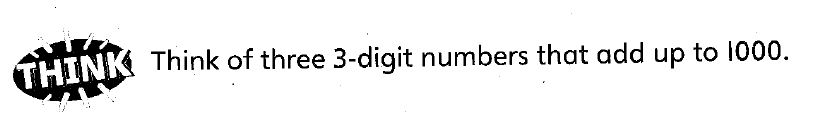 THINK Think of three 3-digit numbers that add up to 1000.